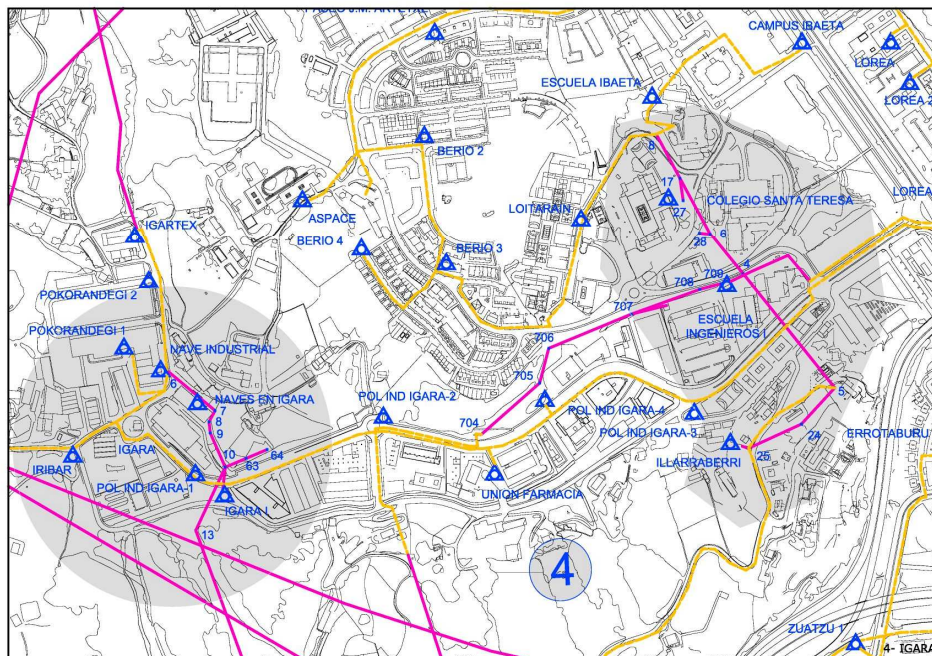 CAMPUS IBAETA
LOREA
ESCUELA IBAETA
LOREA 2
BERIO 2
8
17
ASPACE
27
COLEGIO SANTA TERESA
LOREA
LOITARAIN
IGARTEX
BERIO 4
28
6
BERIO 3
4
709
708
POKORANDEGI 2
707
ESCUELA
INGENIEROS I
POKORANDEGI 1
706
NAVE INDUSTRIAL
6
705
5
NAVES EN IGARA
7
POL IND IGARA-2
POL IND IGARA-4
8
704
24
9
POL IND IGARA-3
ERROTABURU
IGARA
10
64
63
25
IRIBAR
ILLARRABERRI
POL IND IGARA-1
UNION FARMACIA
IGARA I
13
4
ZUATZU 1
4- IGARA